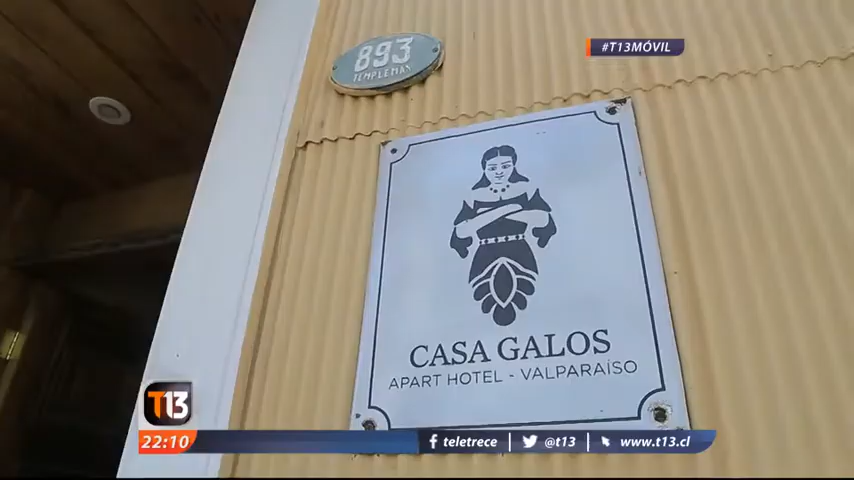 893
TEMPLEMAN
#T13MÓVIL
CASA GALOS
APART HOTEL - VALPARAÍSO
T13
22:10
teletrece | @t13 | www.t13.cl